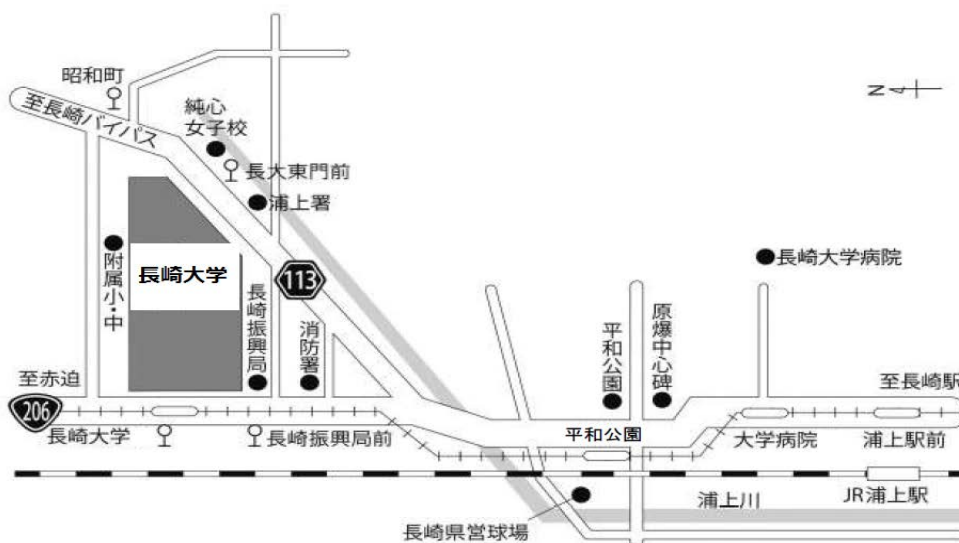 昭和町
至長崎バイパス
純心
女子校
長大東門前
浦上署
N
長崎大学
附属小・中
113
長崎振興局
消防署
長崎大学病院
平和公園
原爆中心碑
至赤迫
206
至長崎駅
長崎大学
長崎振興局前
平和公園
大学病院
浦上駅前
浦上川
JR浦上駅
長崎県営球場